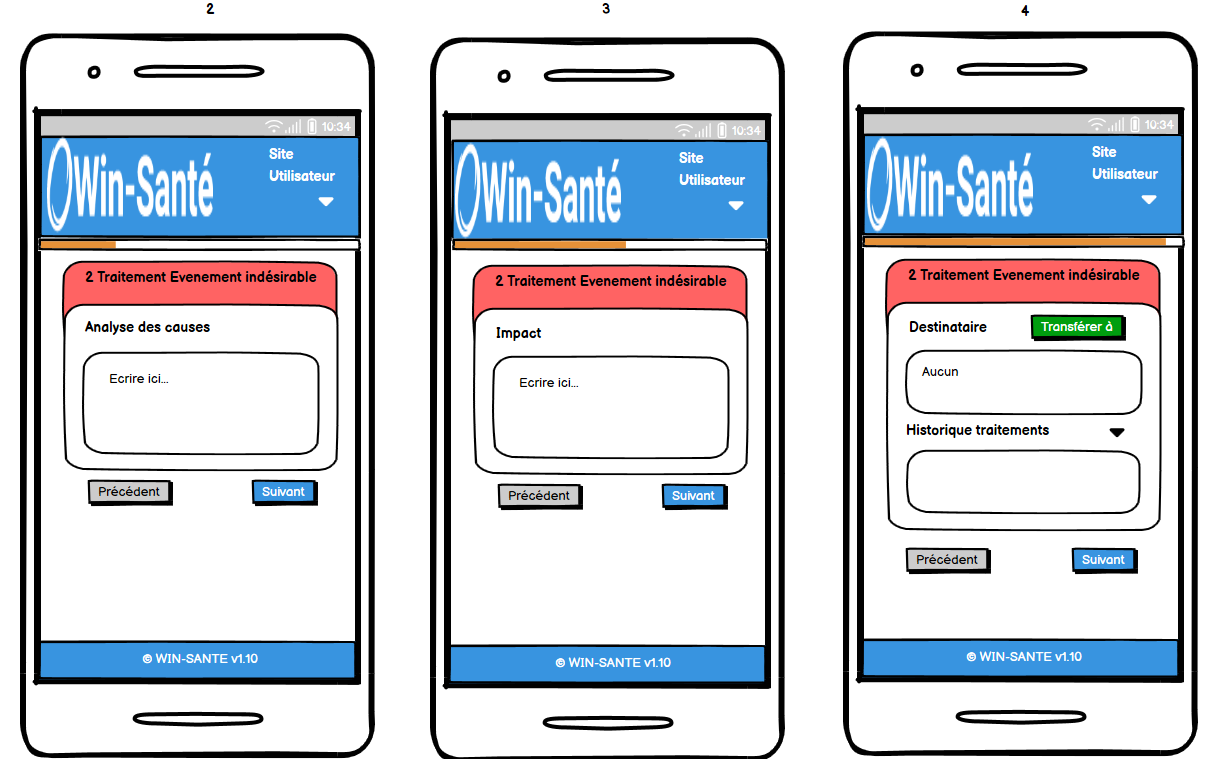 2
10:34
Win-Santé
Site
Utilisateur
2 Traitement Evenement indésirable
Analyse des causes
Ecrire ici...
Précédent
Suivant
© WIN-SANTE v1.10
3
10:34
Win-Santé
Site
Utilisateur
2 Traitement Evenement indésirable
Impact
Ecrire ici...
Précédent
Suivant
© WIN-SANTE v1.10
4
10:34
Win-Santé
Site
Utilisateur
2 Traitement Evenement indésirable
Destinataire
Transférer à
Aucun
Historique traitements
Précédent
Suivant
© WIN-SANTE v1.10